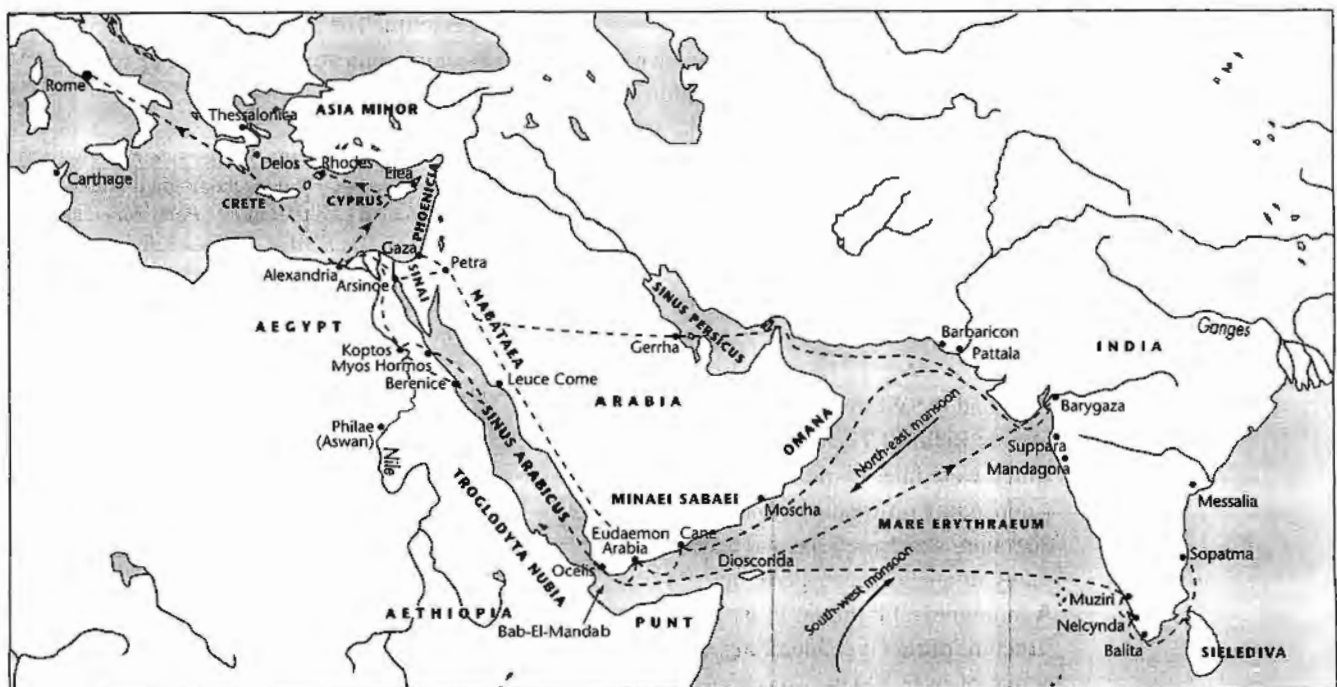 Rome
ASIA MINOR
Thessalonica
Delos
Rhodes
Elea
Carthage
CRETE
CYPRUS
PHOENICIA
Gaza
Petra
Alexandria
Arsinoe
SINAI
NABATAEA
AEGYPT
Koptos
Myos Hormos
Berenice
Leuce Come
Philae
(Aswan)
Nile
SINUS ARABICUS
TROGLODYTA NUBIA
AETHIOPIA
ARABIA
Gerrha
SINUS PERSICUS
OMANA
MINAEI SABAEI
Moscha
Eudaemon
Arabia
Cane
Ocelis
Bab-El-Mandab
PUNT
Dioscorida
North-east monsoon
South-west monsoon
MARE ERYTHRAEUM
Barbaricon
Pattala
INDIA
Ganges
Barygaza
Suppara
Mandagora
Messalia
Sopatma
Muziri
Nelcynda
Balita
SIELEDIVA